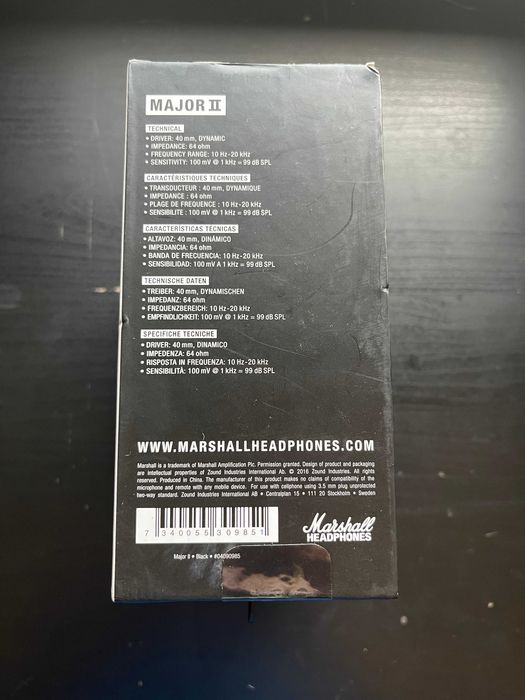 MAJOR II
TECHNICAL
• DRIVER: 40 mm, DYNAMIC
• IMPEDANCE: 64 ohm
• FREQUENCY RANGE: 10 Hz-20 kHz
• SENSITIVITY: 100 mV @ 1 kHz = 99 dB SPL
CARACTÉRISTIQUES TECHNIQUES
• TRANSDUCTEUR : 40 mm, DYNAMIQUE
• IMPEDANCE : 64 ohm
• PLAGE DE FREQUENCE : 10 Hz-20 kHz
• SENSIBILITE : 100 mV @ 1 kHz = 99 dB SPL
CARACTERÍSTICAS TÉCNICAS
• ALTAVOZ: 40 mm, DINÁMICO
• IMPEDANCIA: 64 ohm
• BANDA DE FRECUENCIA: 10 Hz-20 kHz
• SENSIBILIDAD: 100 mV A 1 kHz = 99 dB SPL
TECHNISCHE DATEN
• TREIBER: 40 mm, DYNAMISCHEN
• IMPEDANZ: 64 ohm
• FREQUENZBEREICH: 10 Hz-20 kHz
• EMPFINDLICHKEIT: 100 mV @ 1 kHz = 99 dB SPL
SPECIFICHE TECNICHE
• DRIVER: 40 mm, DINAMICO
• IMPEDENZA: 64 ohm
• RISPOSTA IN FREQUENZA: 10 Hz-20 kHz
• SENSIBILITÀ: 100 mV @ 1 kHz = 99 dB SPL
WWW.MARSHALLHEADPHONES.COM
Marshall is a trademark of Marshall Amplification Plc. Permission granted. Design of product and packaging
are intellectual properties of Zound Industries International Ab. © 2016 Zound Industries. All rights
reserved. Produced in China. The manufacturer of this product makes no claims of compatibility of the
microphone and remote with any mobile device. For use with cellphone using 3.5 mm plug unprotected
two-way standard. Zound Industries International AB • Centralplan 15 • 111 20 Stockholm • Sweden
7 340055 309851
Marshall
HEADPHONES
Major II • Black • #04090985